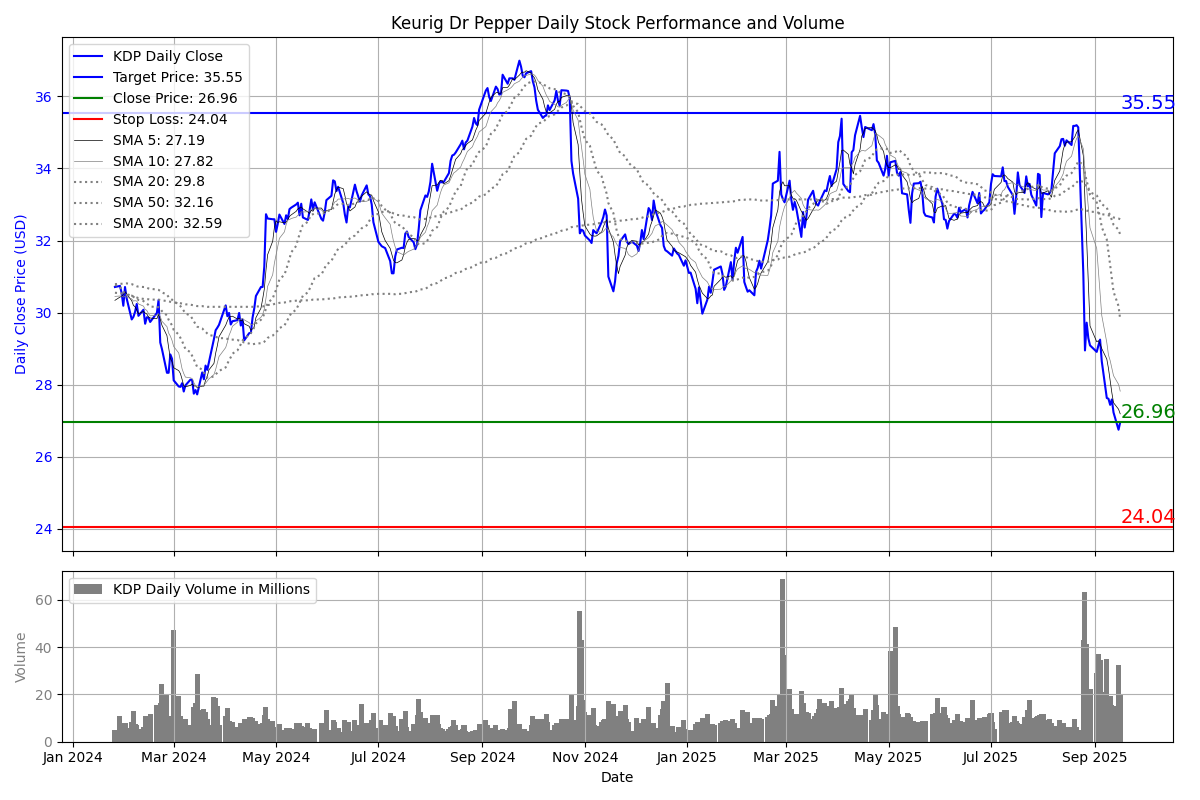 Keurig Dr Pepper Daily Stock Performance and Volume
KDP Daily Close
Target Price: 35.55
Close Price: 26.96
Stop Loss: 24.04
SMA 5: 27.19
SMA 10: 27.82
SMA 20: 29.8
SMA 50: 32.16
SMA 200: 32.59
35.55
26.96
24.04
36
34
32
30
28
26
24
Daily Close Price (USD)
KDP Daily Volume in Millions
60
40
20
0
Volume
Jan 2024 Mar 2024 May 2024 Jul 2024 Sep 2024 Nov 2024 Jan 2025 Mar 2025 May 2025 Jul 2025 Sep 2025
Date